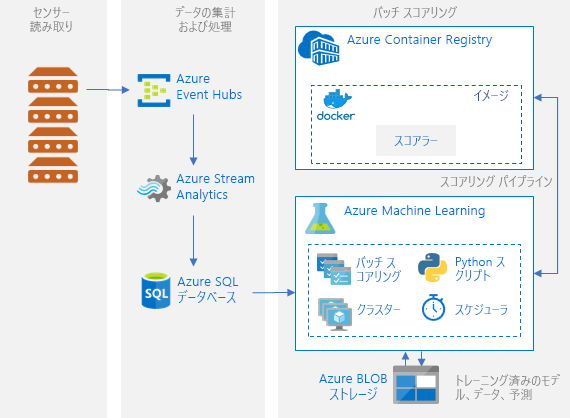 センサー
読み取り
データの集計
および処理
バッチ スコアリング
Azure
Event Hubs
Azure Stream
Analytics
SQL
Azure SQL
データベース
Azure Container Registry
docker
イメージ
スコアラー
スコアリング パイプライン
Azure Machine Learning
バッチ ス
コアリング
Python ス
クリプト
クラスター
スケジューラ
Azure BLOB
ストレージ
トレーニング済みのモデ
ル、データ、予測